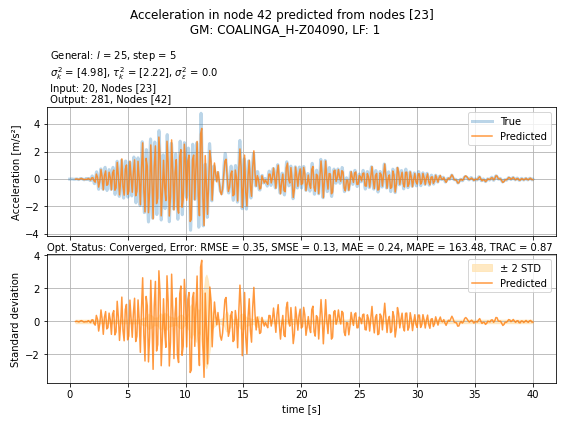 Acceleration in node 42 predicted from nodes [23]
GM: COALINGA_H-Z04090, LF: 1
General: l = 25, step = 5
σ²ₖ = [4.98], τ²ₖ = [2.22], σ²ε = 0.0
Input: 20, Nodes [23]
Output: 281, Nodes [42]
Acceleration [m/s²]
4
2
0
−2
−4
True
Predicted
Opt. Status: Converged, Error: RMSE = 0.35, SMSE = 0.13, MAE = 0.24, MAPE = 163.48, TRAC = 0.87
Standard deviation
4
2
0
−2
± 2 STD
Predicted
0 5 10 15 20 25 30 35 40
time [s]